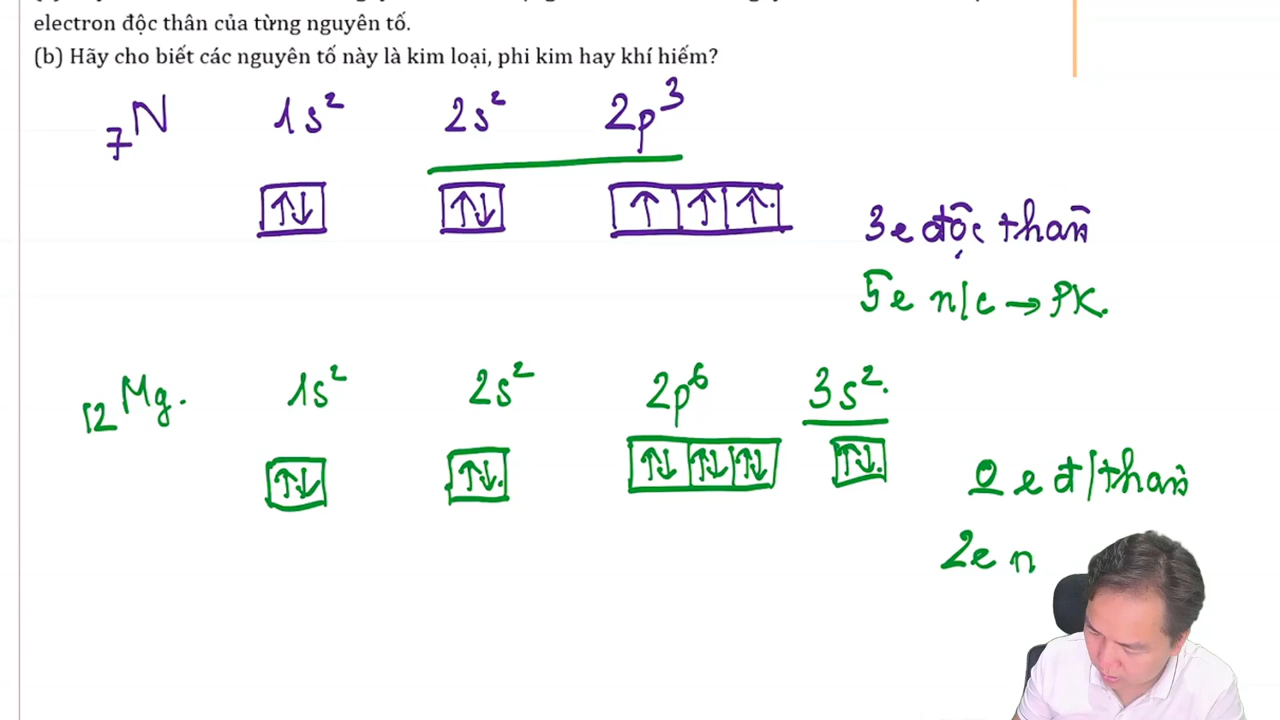 electron độc thân của từng nguyên tố.
(b) Hãy cho biết các nguyên tố này là kim loại, phi kim hay khí hiếm?
₇N 1s² 2s² 2p³
↑↓ ↑↓ ↑ ↑ ↑
3e độc thân
5e n/c → PK.
₁₂Mg. 1s² 2s² 2p⁶ 3s².
↑↓ ↑↓ ↑↓ ↑↓ ↑↓ ↑↓
0 e đ/thân
2e n